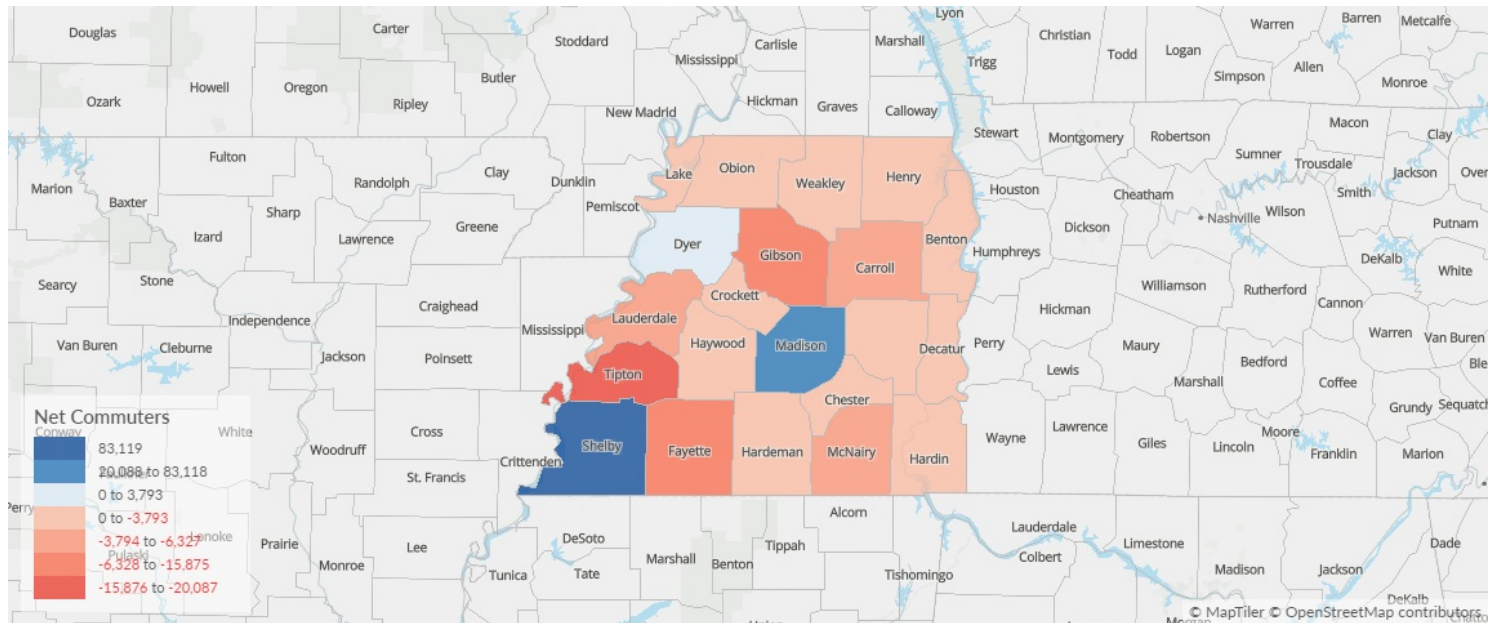 Lyon
Barren
Warren
Metcalfe
Douglas
Carter
Stoddard
Carlisle
Marshall
Christian
Todd
Logan
Mississippi
Trigg
Allen
Simpson
Monroe
Butler
Howell
Oregon
Ozark
Ripley
Hickman
Graves
Calloway
New Madrid
Stewart
Montgomery
Robertson
Macon
Clay
Fulton
Sumner
Trousdale
Lake
Obion
Weakley
Henry
Marion
Randolph
Clay
Dunklin
Houston
Cheatham
Smith
Jackson
Over
Baxter
Sharp
Pemiscot
Nashville
Wilson
Putnam
Izard
Lawrence
Greene
Dyer
Gibson
Benton
Humphreys
Dickson
Carroll
DeKalb
White
Searcy
Stone
Williamson
Rutherford
Cannon
Craighead
Crockett
Hickman
Independence
Lauderdale
Mississippi
Warren
Van Buren
Van Buren
Cleburne
Jackson
Poinsett
Haywood
Madison
Decatur
Perry
Maury
Bedford
Ble
Tipton
Lewis
Marshall
Coffee
Chester
Grundy
Sequatch
Net Commuters
Conway
White
Cross
Woodruff
Shelby
Fayette
Hardeman
McNairy
Hardin
Wayne
Lawrence
Giles
Lincoln
Moore
Franklin
Marion
83,119
20,088 to 83,118
0 to 3,793
0 to -3,793
-3,794 to -6,327
-6,328 to -15,875
-15,876 to -20,087
Crittenden
St. Francis
Perry
Lonoke
Pulaski
Prairie
Monroe
Lee
DeSoto
Tate
Tunica
Marshall
Benton
Tippah
Alcorn
Tishomingo
Lauderdale
Colbert
Limestone
Madison
Jackson
Dade
DeKalb
© MapTiler © OpenStreetMap contributors